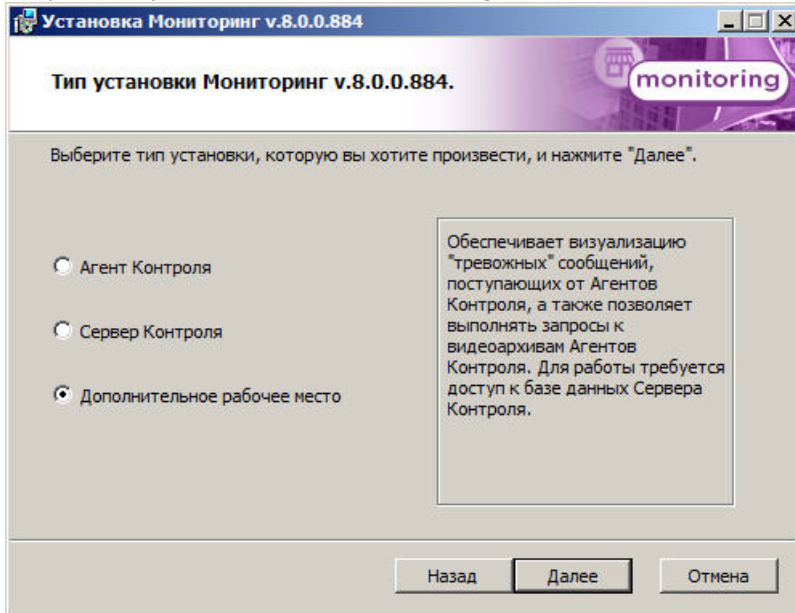 Установка Мониторинг v.8.0.0.884
Тип установки Мониторинг v.8.0.0.884.
monitoring
Выберите тип установки, которую вы хотите произвести, и нажмите "Далее".
Агент Контроля
Сервер Контроля
Дополнительное рабочее место
Обеспечивает визуализацию
"тревожных" сообщений,
поступающих от Агентов
Контроля, а также позволяет
выполнять запросы к
видеоархивам Агентов
Контроля. Для работы требуется
доступ к базе данных Сервера
Контроля.
Назад
Далее
Отмена